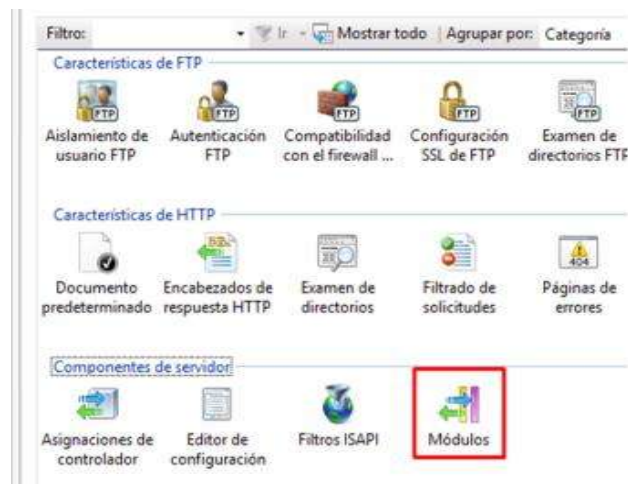 Filtro: Ir Mostrar todo Agrupar por: Categoría
Características de FTP
FTP FTP FTP FTP FTP
Aislamiento de Autenticación Compatibilidad Configuración Examen de
usuario FTP FTP con el firewall ... SSL de FTP directorios FTP
Características de HTTP
404
Documento Encabezados de Examen de Filtrado de Páginas de
predeterminado respuesta HTTP directorios solicitudes errores
Componentes de servidor
Asignaciones de Editor de Filtros ISAPI Módulos
controlador configuración